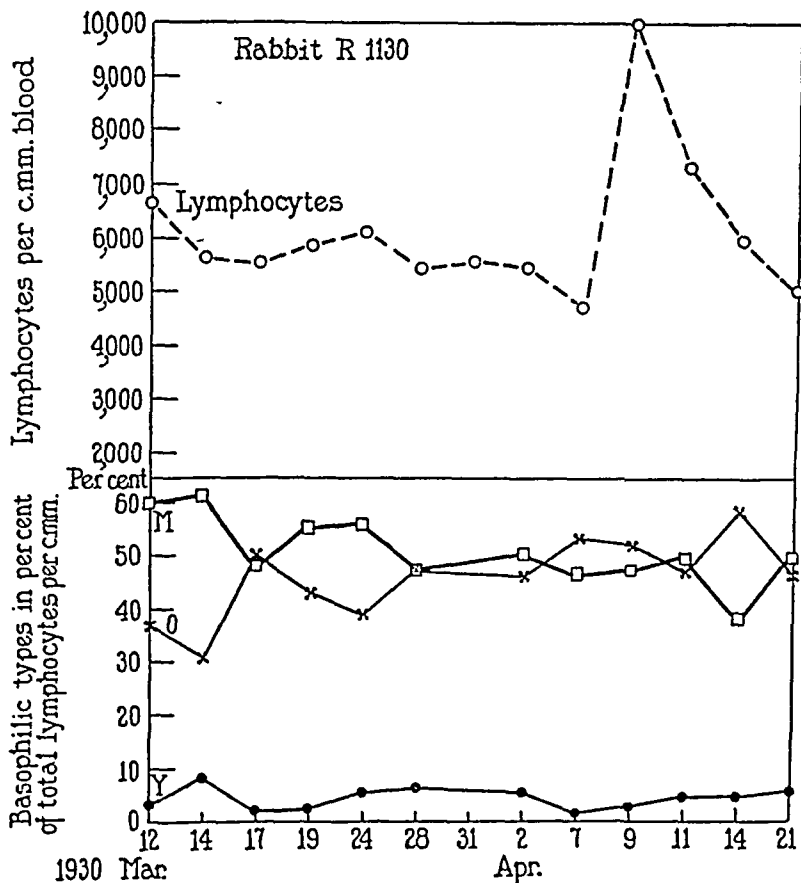 Rabbit R 1130
Lymphocytes per c.mm. blood
10,000
9,000
8,000
7,000
6,000
5,000
4,000
3,000
2,000
Lymphocytes
Per cent
Basophilic types in percent
of total lymphocytes per c.mm.
60
50
40
30
20
10
0
M
O
Y
12 14 17 19 24 28 31 2 7 9 11 14 21
1930 Mar. Apr.